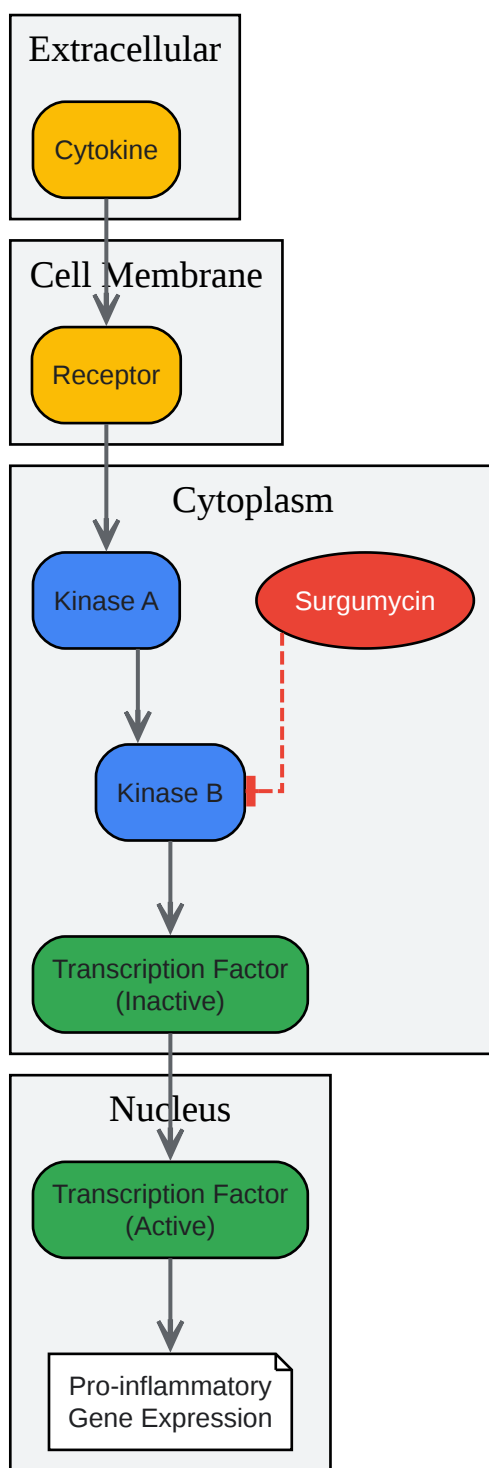 Extracellular
Cytokine
Cell Membrane
Receptor
Cytoplasm
Kinase A
Surgumycin
Kinase B
Transcription Factor
(Inactive)
Nucleus
Transcription Factor
(Active)
Pro-inflammatory
Gene Expression